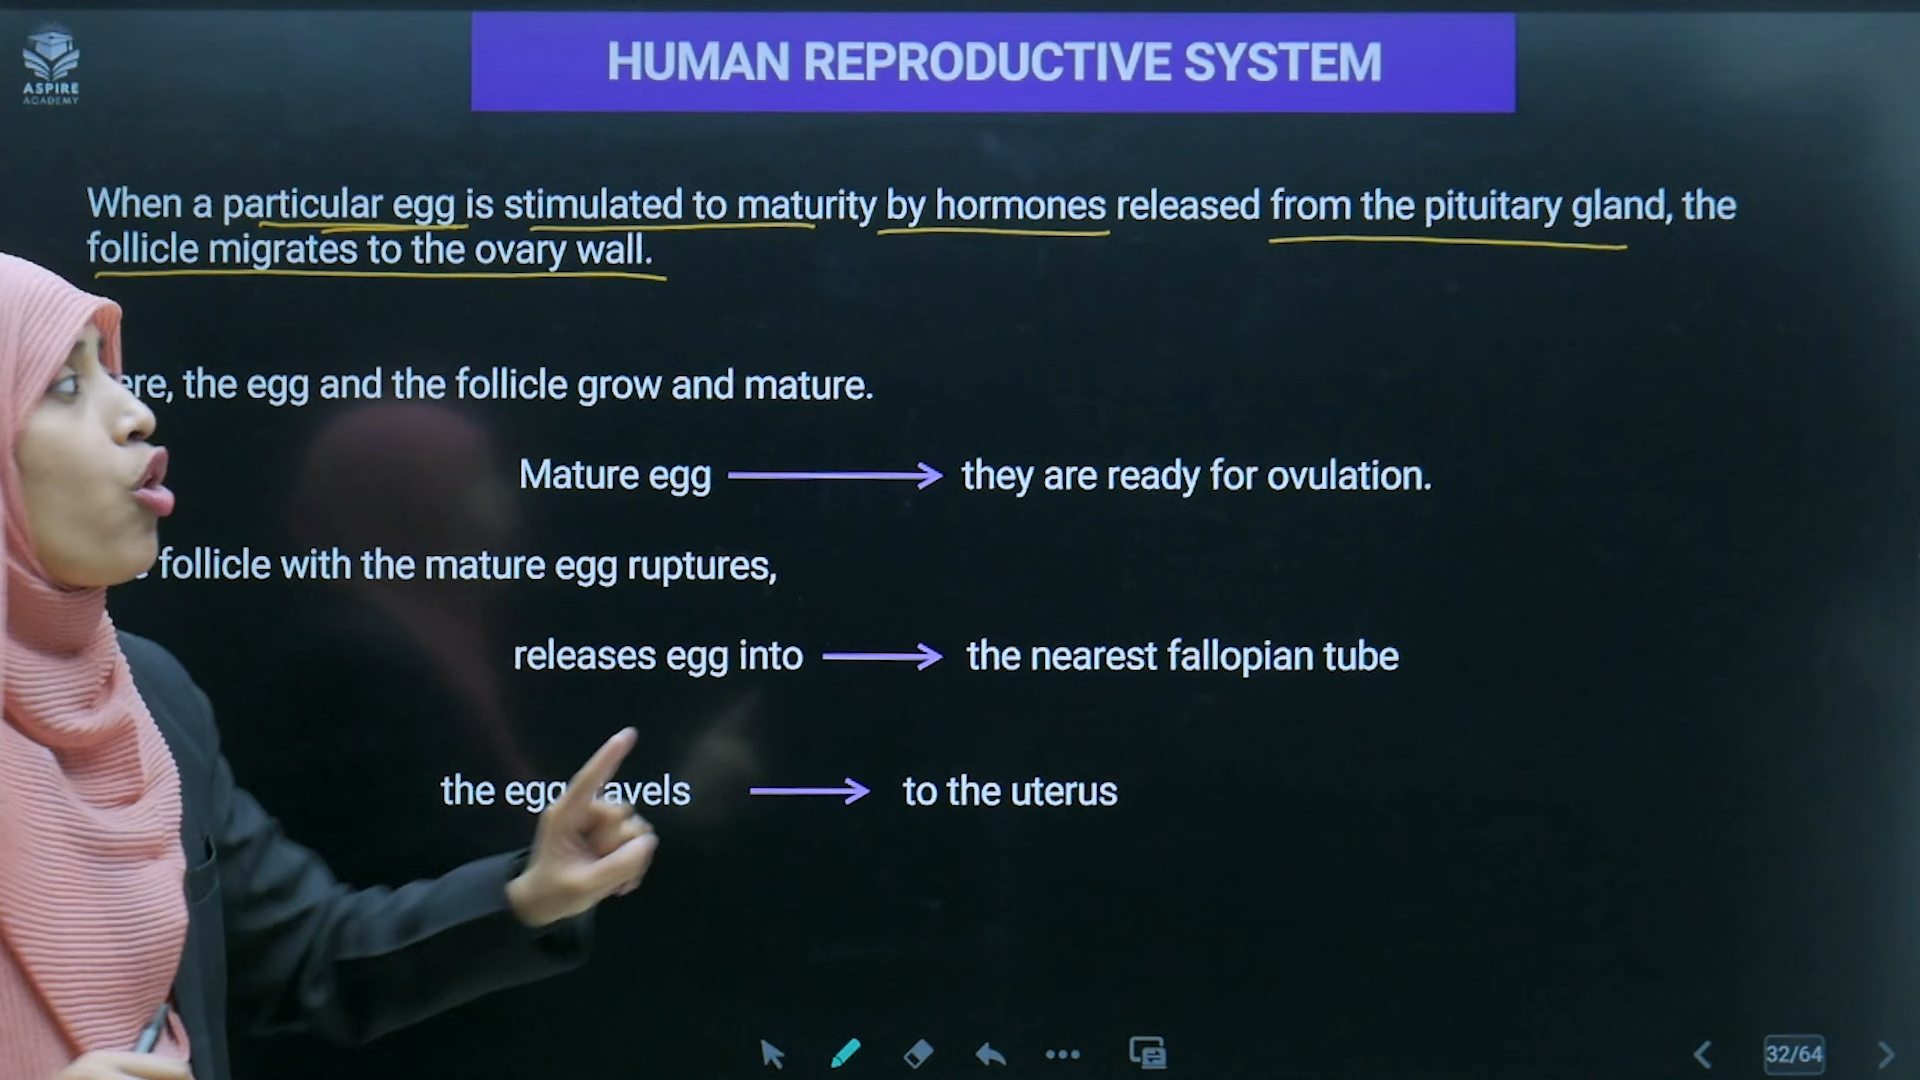 ASPIRE
ACADEMY
HUMAN REPRODUCTIVE SYSTEM
When a particular egg is stimulated to maturity by hormones released from the pituitary gland, the
follicle migrates to the ovary wall.
the egg and the follicle grow and mature.
Mature egg they are ready for ovulation.
follicle with the mature egg ruptures,
releases egg into the nearest fallopian tube
the to the uterus
32/64